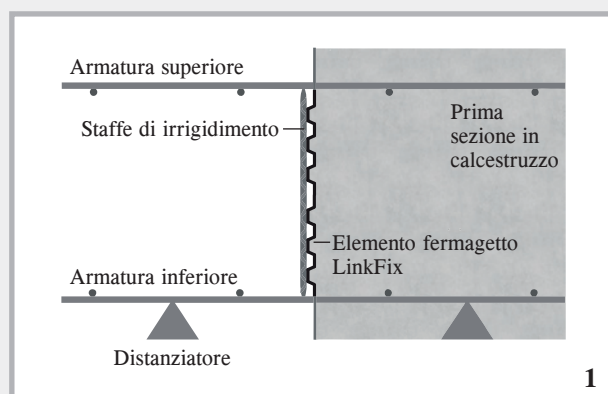 Armatura superiore
Staffe di irrigidimento
Prima
sezione in
calcestruzzo
Elemento fermagetto
LinkFix
Armatura inferiore
Distanziatore
1